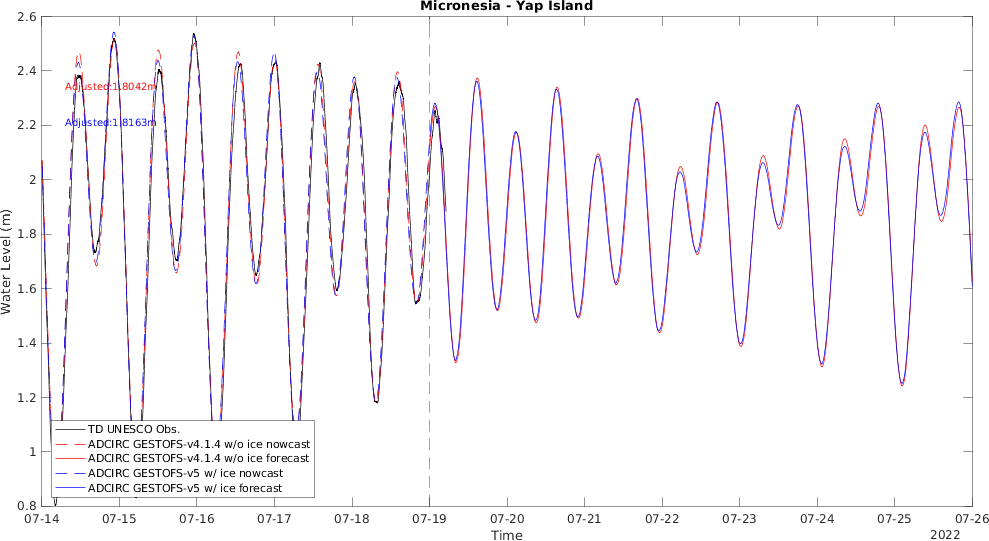 Micronesia - Yap Island
2.6
2.4
Adjusted:1.8042m
2.2
Adjusted:1.8163m
2
1.8
Water Level (m)
1.6
1.4
1.2
1
0.8
TD UNESCO Obs.
ADCIRC GESTOFS-v4.1.4 w/o ice nowcast
ADCIRC GESTOFS-v4.1.4 w/o ice forecast
ADCIRC GESTOFS-v5 w/ ice nowcast
ADCIRC GESTOFS-v5 w/ ice forecast
07-14 07-15 07-16 07-17 07-18 07-19 07-20 07-21 07-22 07-23 07-24 07-25 07-26
Time
2022